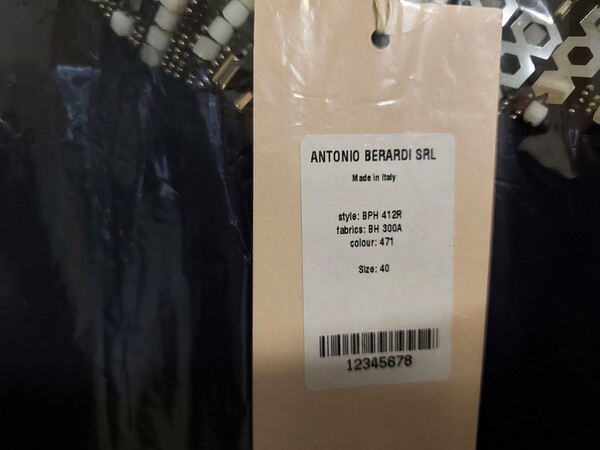 ANTONIO BERARDI SRL
Made in Italy
style: BPH 412R
fabrics: BH 300A
colour: 471
Size: 40
12345678